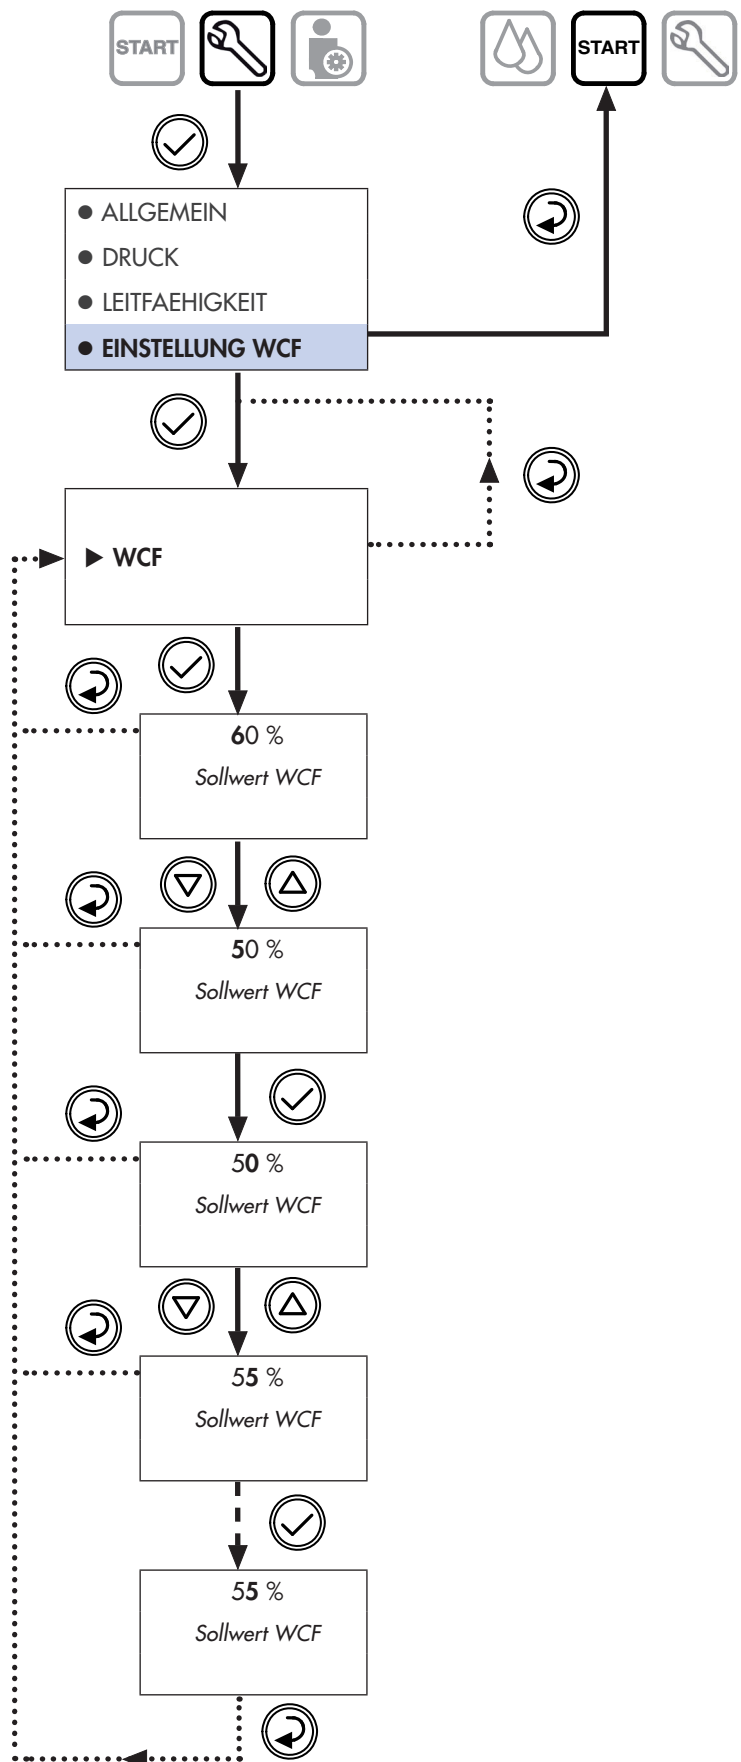 START
START
● ALLGEMEIN
● DRUCK
● LEITFAEHIGKEIT
● EINSTELLUNG WCF
▶ WCF
60 %
Sollwert WCF
50 %
Sollwert WCF
50 %
Sollwert WCF
55 %
Sollwert WCF
55 %
Sollwert WCF